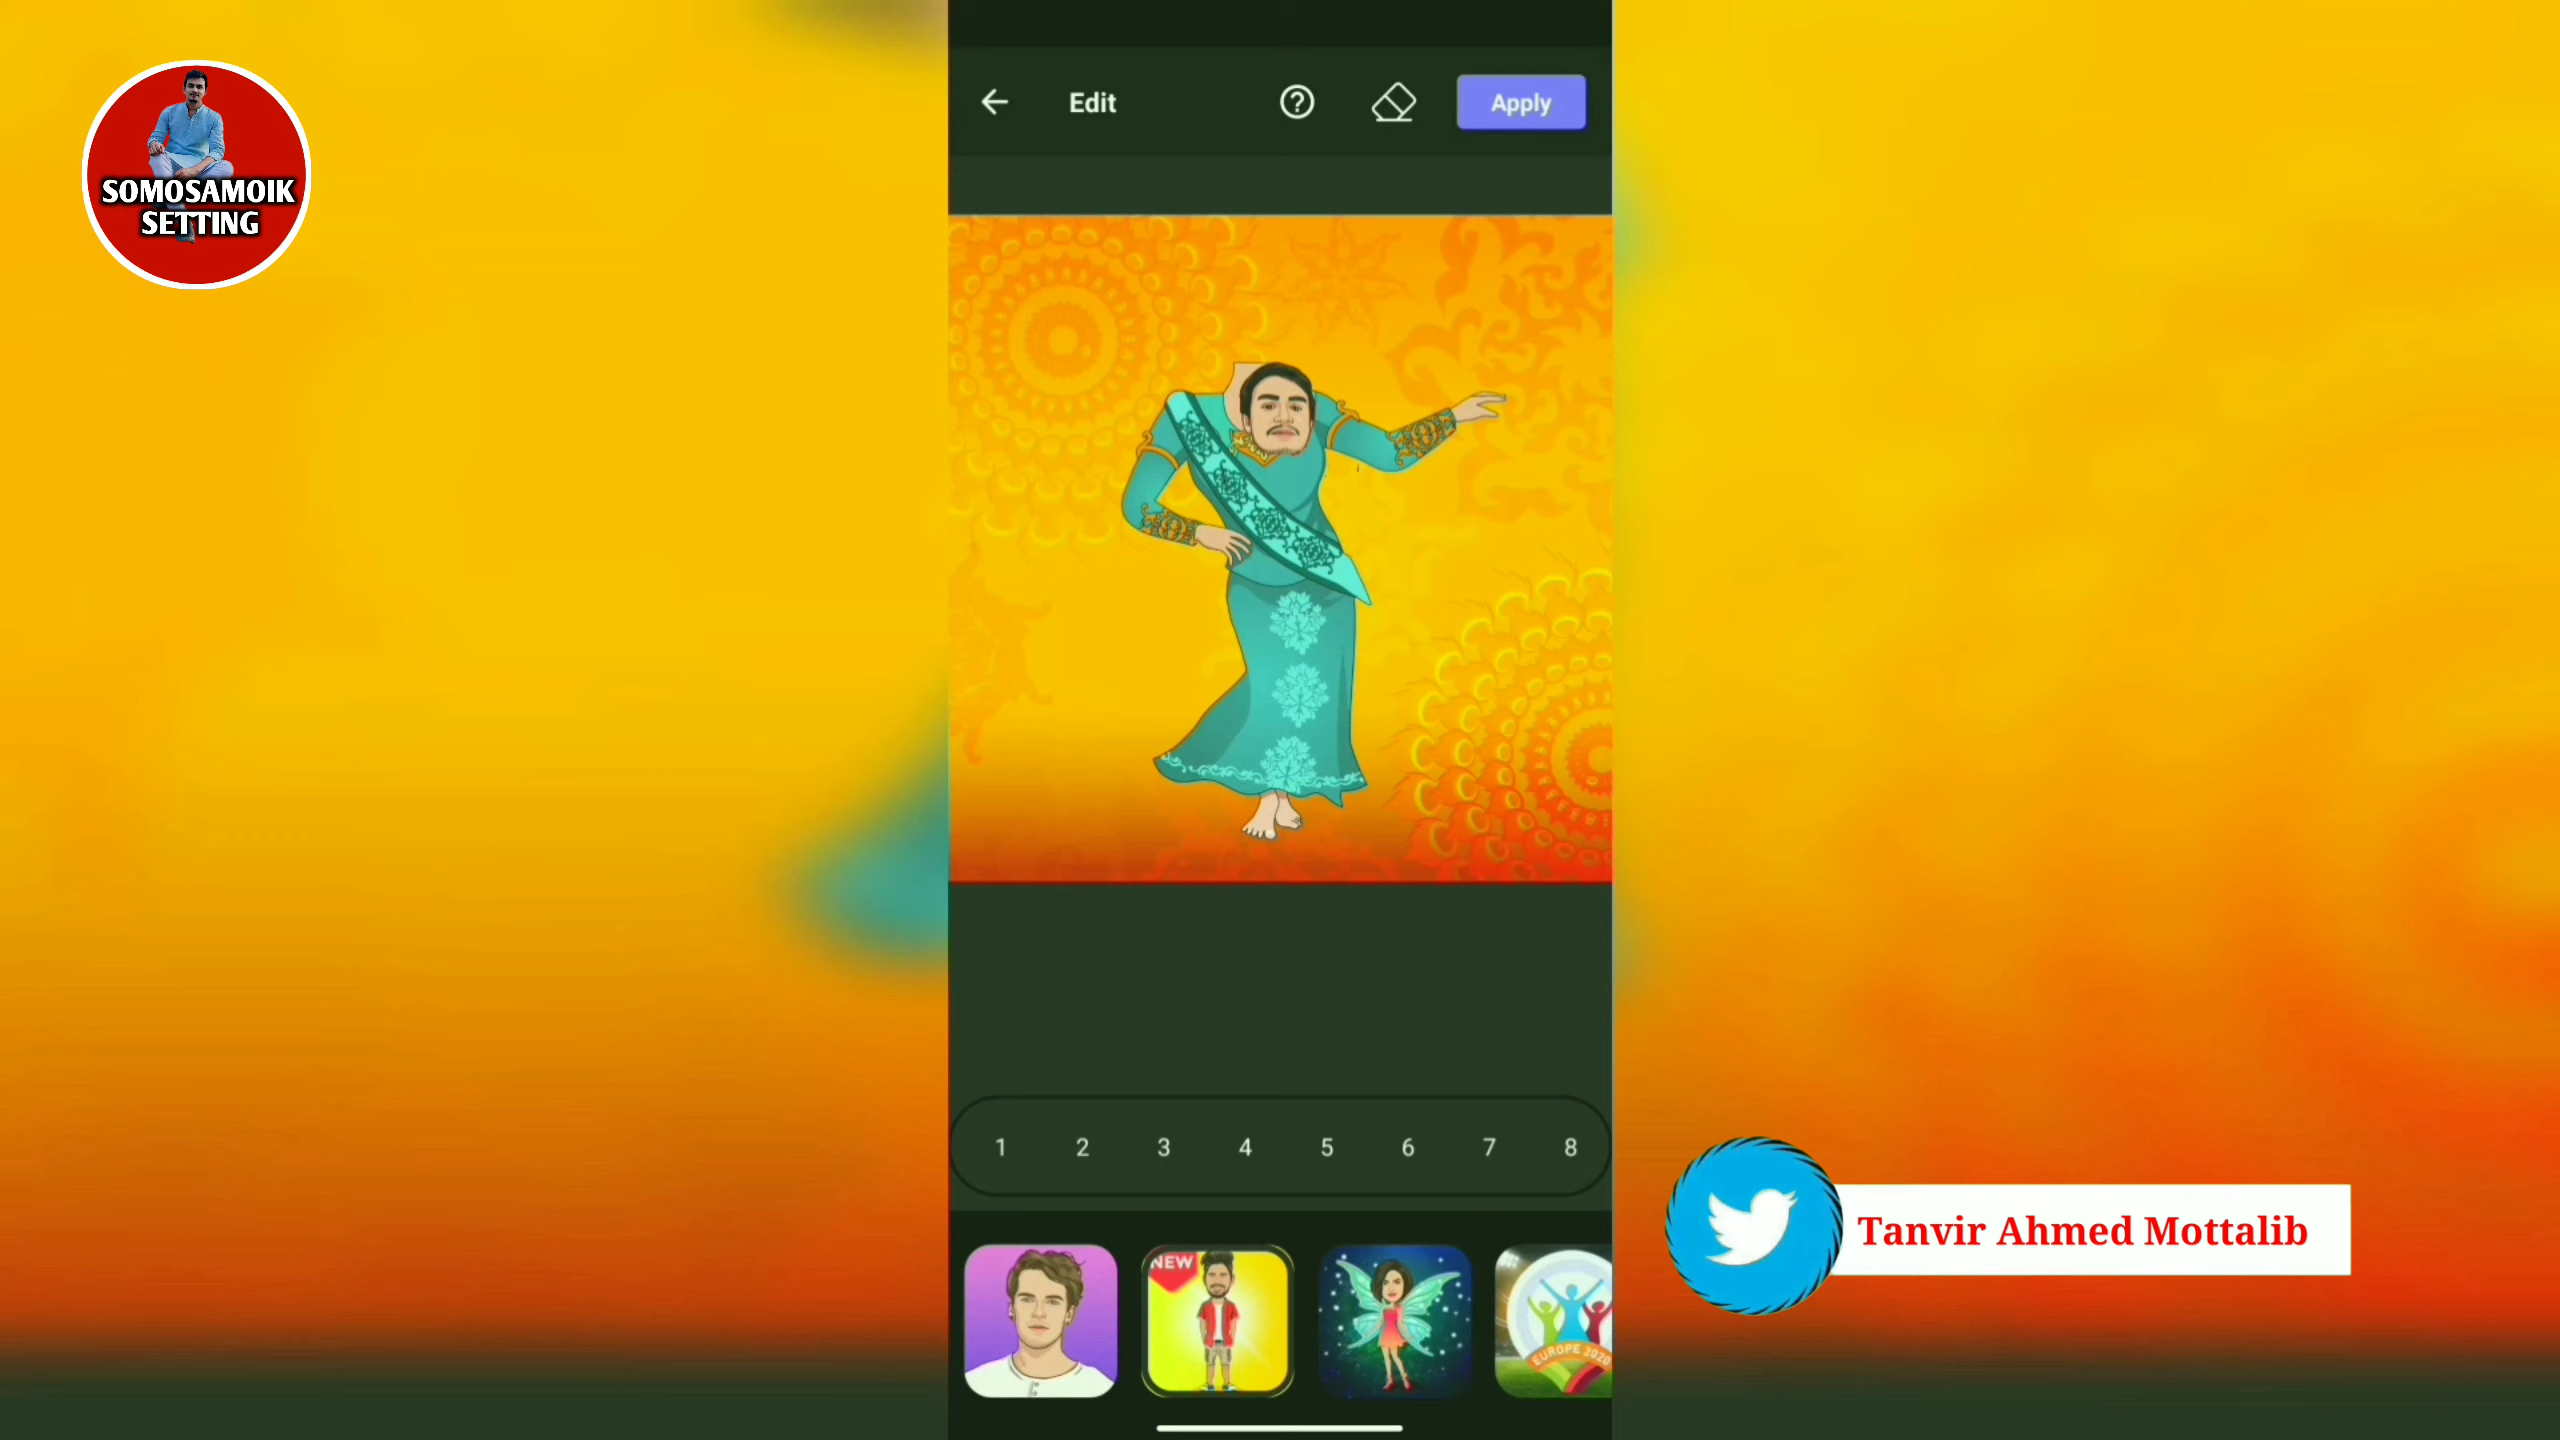 SOMOSAMOIK
SETTING
Edit
Apply
1 2 3 4 5 6 7 8
NEW
EUROPE 2020
Tanvir Ahmed Mottalib